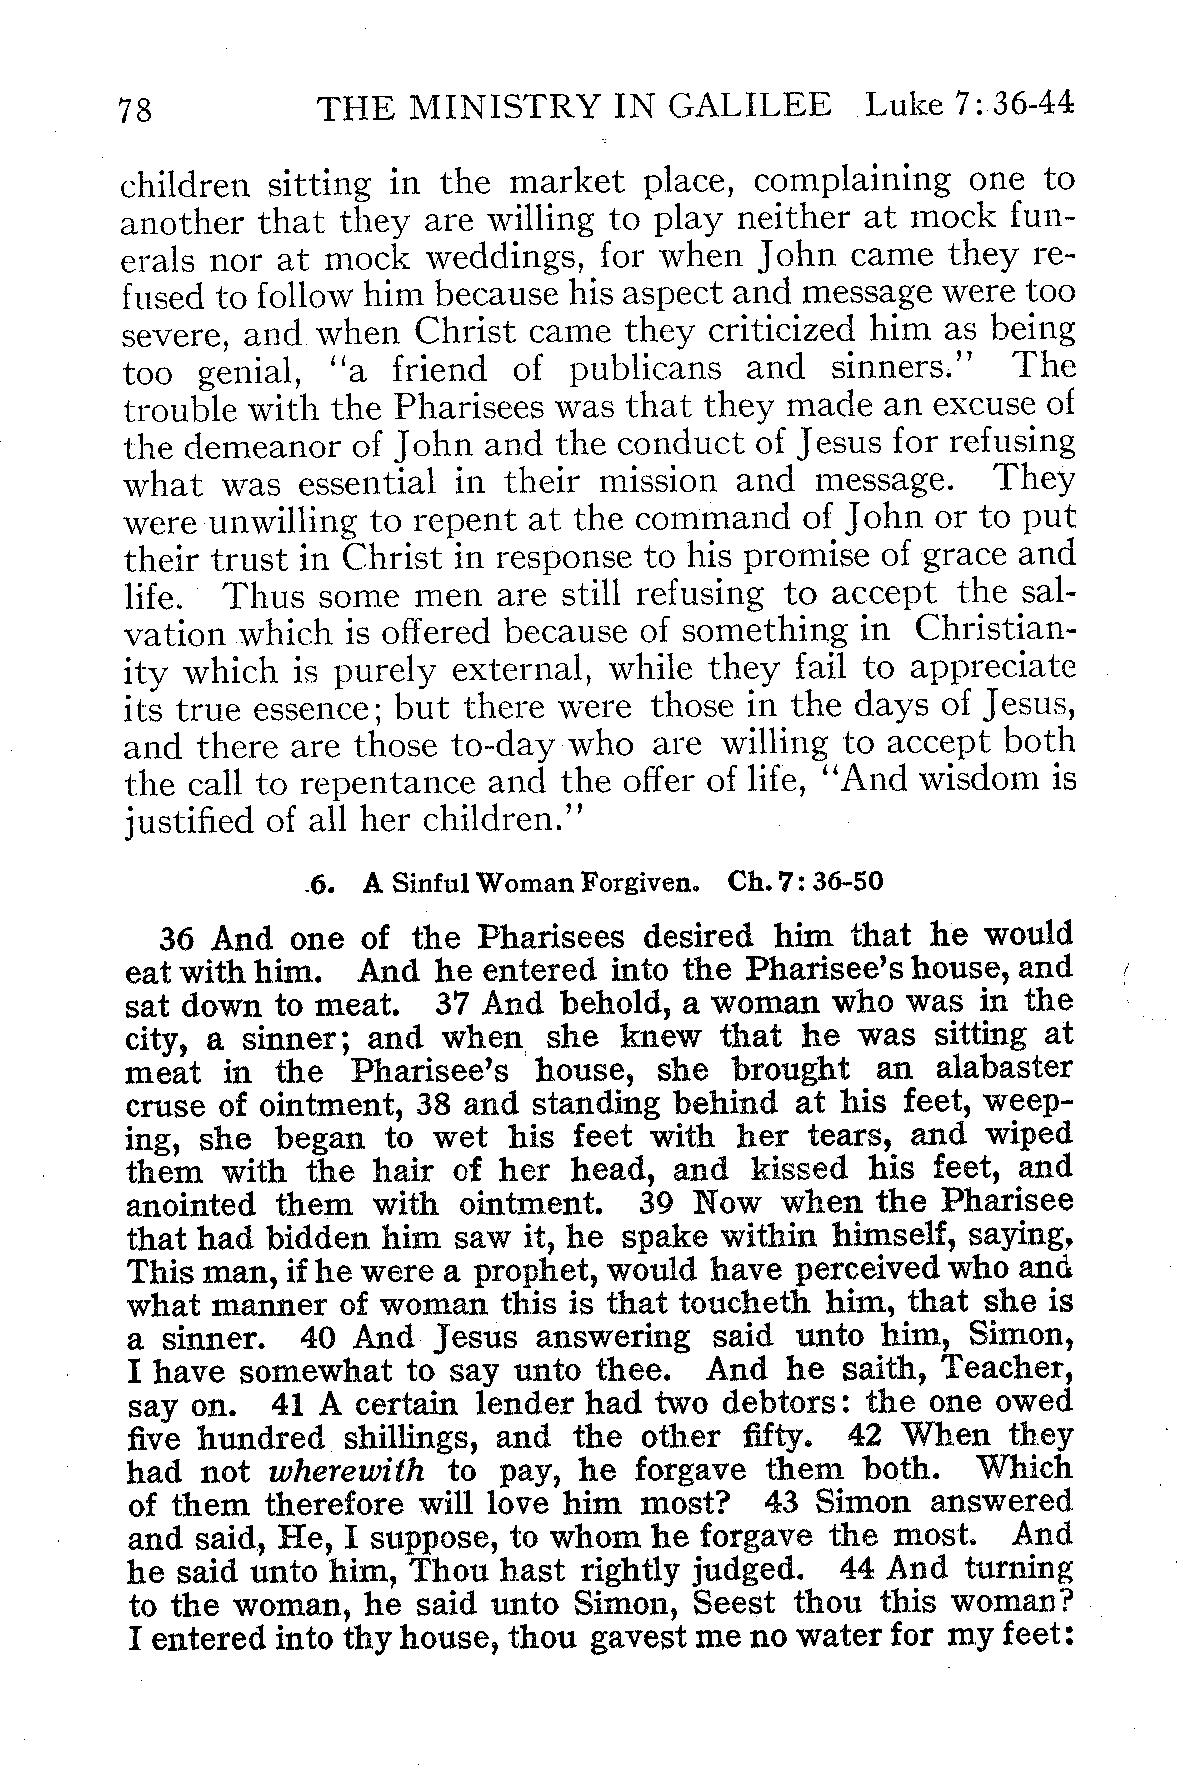 78 THE MINISTRY IN GALILEE Luke 7: 36-44
children sitting in the market place, complaining one to
another that they are willing to play neither at mock fun-
erals nor at mock weddings, for when John came they re-
fused to follow him because his aspect and message were too
severe, and when Christ came they criticized him as being
too genial, "a friend of publicans and sinners." The
trouble with the Pharisees was that they made an excuse of
the demeanor of John and the conduct of Jesus for refusing
what was essential in their mission and message. They
were unwilling to repent at the command of John or to put
their trust in Christ in response to his promise of grace and
life. Thus some men are still refusing to accept the sal-
vation which is offered because of something in Christian-
ity which is purely external, while they fail to appreciate
its true essence; but there were those in the days of Jesus,
and there are those to-day who are willing to accept both
the call to repentance and the offer of life, "And wisdom is
justified of all her children."
6. A Sinful Woman Forgiven. Ch. 7: 36-50
36 And one of the Pharisees desired him that he would
eat with him. And he entered into the Pharisee's house, and
sat down to meat. 37 And behold, a woman who was in the
city, a sinner; and when she knew that he was sitting at
meat in the Pharisee's house, she brought an alabaster
cruse of ointment, 38 and standing behind at his feet, weep-
ing, she began to wet his feet with her tears, and wiped
them with the hair of her head, and kissed his feet, and
anointed them with ointment. 39 Now when the Pharisee
that had bidden him saw it, he spake within himself, saying,
This man, if he were a prophet, would have perceived who and
what manner of woman this is that toucheth him, that she is
a sinner. 40 And Jesus answering said unto him, Simon,
I have somewhat to say unto thee. And he saith, Teacher,
say on. 41 A certain lender had two debtors: the one owed
five hundred shillings, and the other fifty. 42 When they
had not wherewith to pay, he forgave them both. Which
of them therefore will love him most? 43 Simon answered
and said, He, I suppose, to whom he forgave the most. And
he said unto him, Thou hast rightly judged. 44 And turning
to the woman, he said unto Simon, Seest thou this woman?
I entered into thy house, thou gavest me no water for my feet: